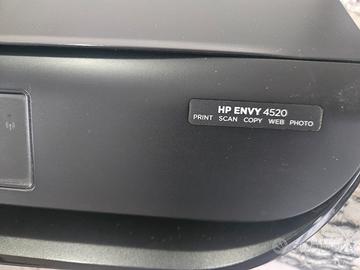 HP ENVY 4520
PRINT SCAN COPY WEB PHOTO